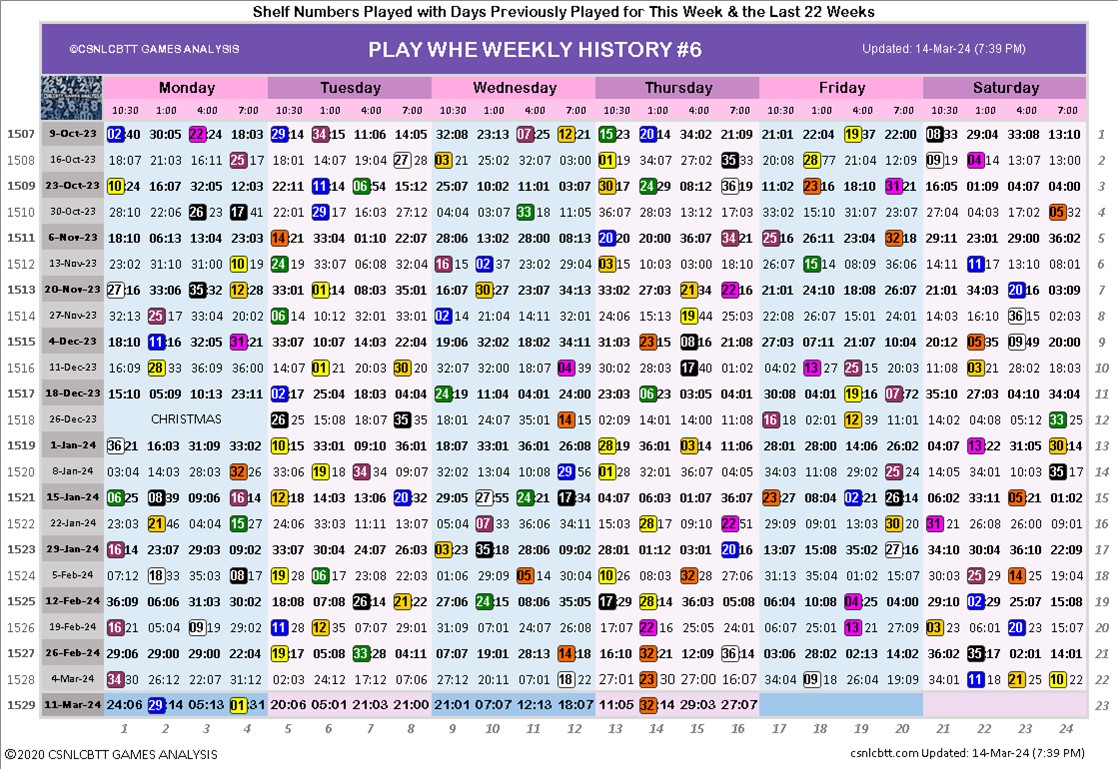 Shelf Numbers Played with Days Previously Played for This Week & the Last 22 Weeks
©CSNLCBTT GAMES ANALYSIS PLAY WHE WEEKLY HISTORY #6 Updated: 14-Mar-24 (7:39 PM)
Monday Tuesday Wednesday Thursday Friday Saturday
10:30 1:00 4:00 7:00 10:30 1:00 4:00 7:00 10:30 1:00 4:00 7:00 10:30 1:00 4:00 7:00 10:30 1:00 4:00 7:00 10:30 1:00 4:00 7:00
1507 9-Oct-23 02:40 30:05 22:24 18:03 29:14 34:15 11:06 14:05 32:08 23:13 07:25 12:21 15:23 20:14 34:02 21:09 21:01 22:04 19:37 22:00 08:33 29:04 33:08 13:10 1
1508 16-Oct-23 18:07 21:03 16:11 25:17 18:01 14:07 19:04 27:28 03:21 25:02 32:07 03:00 01:19 34:07 27:02 35:33 20:08 28:77 21:04 12:09 09:19 04:14 13:07 13:00 2
1509 23-Oct-23 10:24 16:07 32:05 12:03 22:11 11:14 06:54 15:12 25:07 10:02 11:01 03:07 30:17 24:29 08:12 36:19 11:02 23:16 18:10 31:21 16:05 01:09 04:07 04:00 3
1510 30-Oct-23 28:10 22:06 26:23 17:41 22:01 29:17 16:03 27:12 04:04 03:07 33:18 11:05 36:07 28:03 13:12 17:03 33:02 15:10 31:07 23:07 27:04 04:03 17:02 05:32 4
1511 6-Nov-23 18:10 06:13 13:04 23:03 14:21 33:04 01:10 22:07 28:06 13:02 28:00 08:13 20:20 20:00 36:07 34:21 25:16 26:11 23:04 32:18 29:11 23:01 29:00 36:02 5
1512 13-Nov-23 23:02 31:10 31:00 10:19 24:19 33:07 06:08 32:04 16:15 02:37 23:02 29:04 03:15 10:03 03:00 18:10 07:18 15:14 08:09 36:06 14:11 11:17 13:10 08:01 6
1513 20-Nov-23 27:16 33:06 35:32 12:28 33:01 01:14 08:03 35:01 16:07 30:27 23:07 34:13 33:02 27:03 21:34 22:16 21:01 24:10 18:08 26:07 21:01 34:03 20:16 03:09 7
1514 27-Nov-23 32:13 25:17 33:04 20:02 06:14 10:12 32:05 29:03 02:14 21:04 14:11 32:01 24:06 15:13 19:44 25:03 22:08 26:07 15:01 24:01 14:03 16:10 36:15 02:03 8
1515 4-Dec-23 18:10 11:16 32:05 31:21 33:07 10:07 14:03 22:08 19:06 32:02 18:02 34:11 31:03 23:15 08:16 21:08 27:03 07:11 21:07 10:04 20:12 05:35 09:49 20:00 9
1516 11-Dec-23 16:09 28:33 36:09 36:00 14:07 01:21 20:03 30:20 32:07 32:00 18:07 04:39 30:02 28:03 17:40 01:02 04:02 13:27 25:15 20:05 11:08 03:21 28:02 18:03 10
1517 18-Dec-23 15:10 05:09 10:13 23:11 02:17 25:04 18:03 04:04 24:19 11:04 04:01 24:00 27:03 06:23 03:05 04:01 30:08 04:01 19:16 07:72 35:10 27:03 04:10 34:04 11
1518 26-Dec-23 CHRISTMAS 26:25 15:08 18:07 35:18 18:01 24:07 35:01 14:15 02:09 14:01 14:00 11:08 16:18 02:01 12:39 11:01 14:02 04:08 05:12 33:25 12
1519 1-Jan-24 36:21 16:03 31:09 33:02 10:15 33:01 09:10 36:01 18:07 33:01 36:01 26:08 28:19 36:01 03:14 11:06 28:01 28:00 14:06 26:02 04:07 13:22 31:05 30:14 13
1520 8-Jan-24 03:04 14:03 28:03 32:26 33:06 19:18 34:34 09:07 32:02 13:04 10:08 29:56 01:28 32:01 36:07 04:05 34:03 11:08 29:02 25:24 14:05 34:01 10:03 35:17 14
1521 15-Jan-24 06:25 08:39 09:06 16:14 12:18 14:03 13:06 20:32 29:05 27:55 24:21 17:34 04:07 06:03 01:07 36:07 23:27 08:04 02:21 26:14 06:02 33:11 05:21 01:02 15
1522 22-Jan-24 23:03 21:46 04:04 15:27 24:06 33:03 11:11 13:07 05:04 07:33 36:06 34:11 15:03 28:17 09:10 22:51 29:09 09:01 13:03 30:20 31:21 26:08 26:00 09:01 16
1523 29-Jan-24 16:14 23:07 29:03 09:02 33:07 30:04 24:07 26:03 03:23 35:18 28:06 09:02 28:01 01:12 03:01 20:16 13:07 15:08 35:02 27:16 34:10 30:04 36:10 22:09 17
1524 5-Feb-24 07:12 18:33 35:03 08:17 19:28 06:17 23:08 22:03 01:06 29:09 05:14 30:04 10:26 08:03 32:28 27:06 31:13 35:04 01:02 15:07 30:03 25:29 14:25 19:04 18
1525 12-Feb-24 36:09 06:06 31:03 30:02 18:08 07:08 26:14 21:22 27:06 24:15 08:06 35:05 17:29 28:14 36:03 05:08 06:04 10:08 04:25 04:00 29:10 02:29 25:07 15:08 19
1526 19-Feb-24 16:21 05:04 09:19 29:02 11:28 12:35 07:07 29:01 31:09 07:01 24:07 26:08 17:07 22:16 25:05 24:01 06:07 05:08 13:21 27:09 03:23 06:01 20:23 15:07 20
1527 26-Feb-24 29:06 29:00 29:00 22:04 19:17 05:08 33:28 04:11 07:07 19:01 28:13 14:18 16:10 32:21 12:09 36:14 03:06 28:02 02:13 14:02 36:02 35:17 02:01 14:01 21
1528 4-Mar-24 34:30 26:12 22:07 31:12 02:03 24:12 17:12 07:06 27:12 20:11 07:01 18:22 27:01 23:30 27:00 16:07 34:04 09:18 26:04 09:01 34:01 11:18 21:25 10:22 22
1529 11-Mar-24 24:06 29:14 05:13 01:31 20:06 05:01 21:03 21:00 21:01 07:07 12:13 18:07 11:05 32:14 29:03 27:07 23
1 2 3 4 5 6 7 8 9 10 11 12 13 14 15 16 17 18 19 20 21 22 23 24
©2020 CSNLCBTT GAMES ANALYSIS csnlcbtt.com Updated: 14-Mar-24 (7:39 PM)